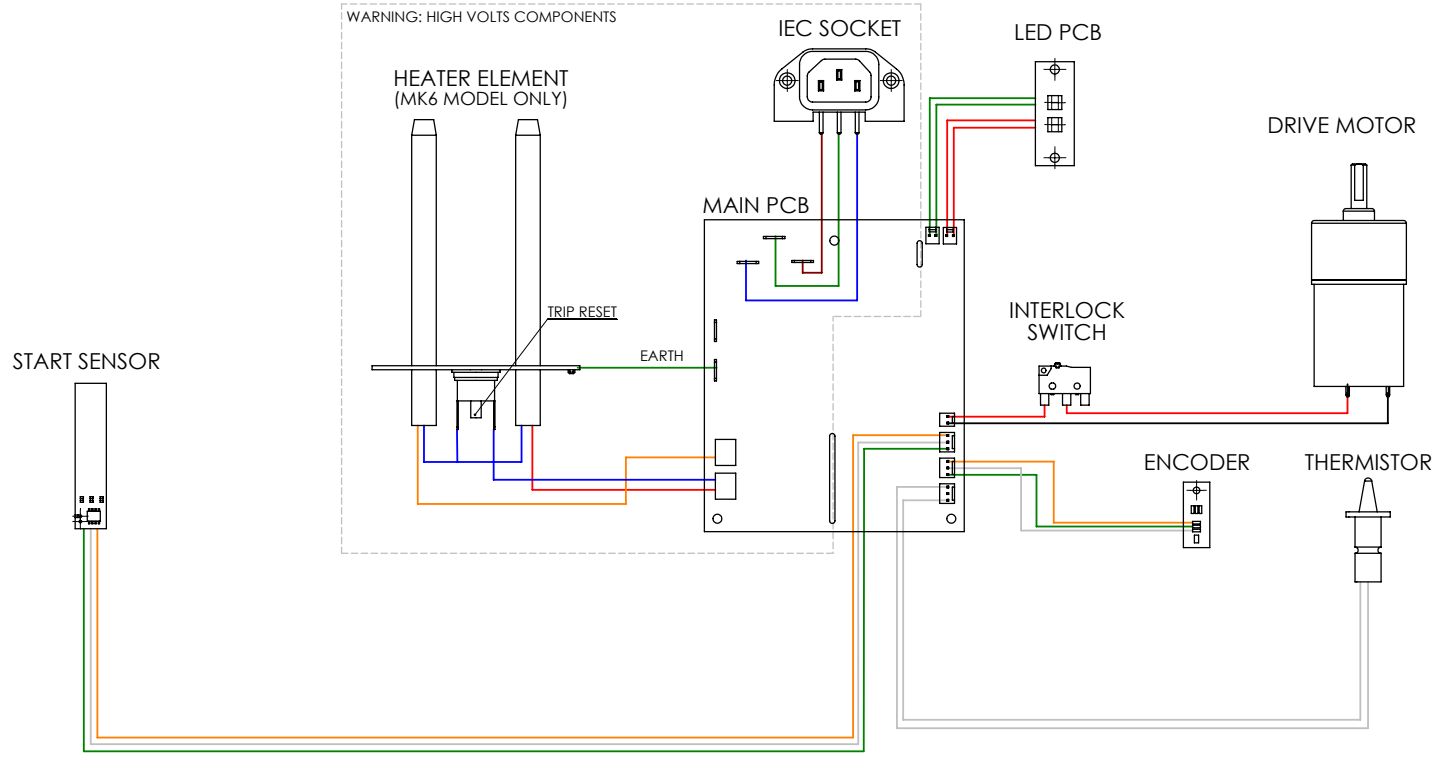 WARNING: HIGH VOLTS COMPONENTS
IEC SOCKET
LED PCB
HEATER ELEMENT
(MK6 MODEL ONLY)
DRIVE MOTOR
MAIN PCB
TRIP RESET
INTERLOCK
SWITCH
START SENSOR
EARTH
ENCODER
THERMISTOR